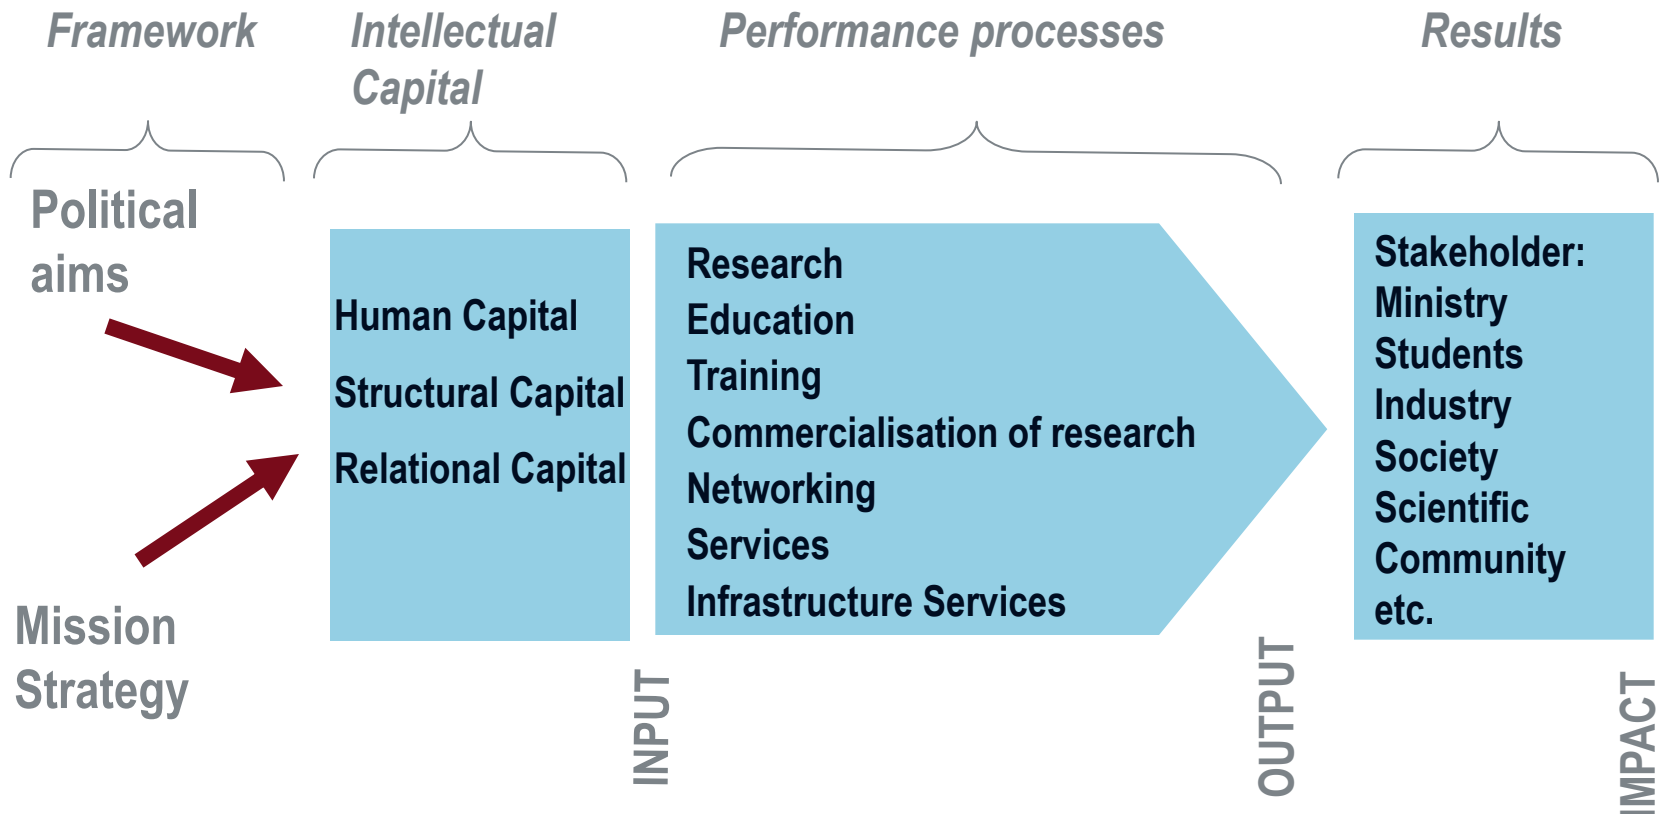 Framework
Intellectual
Capital
Performance processes
Results
Political
aims
Mission
Strategy
Human Capital
Structural Capital
Relational Capital
INPUT
Research
Education
Training
Commercialisation of research
Networking
Services
Infrastructure Services
OUTPUT
Stakeholder:
Ministry
Students
Industry
Society
Scientific
Community
etc.
IMPACT